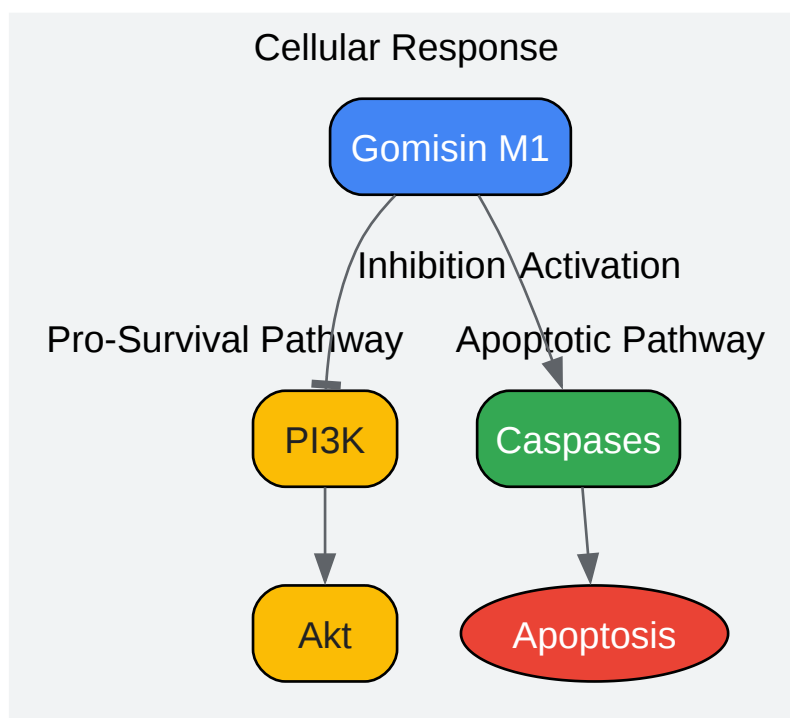 Cellular Response
Gomisin M1
Inhibition
Activation
Pro-Survival Pathway
Apoptotic Pathway
PI3K
Caspases
Akt
Apoptosis